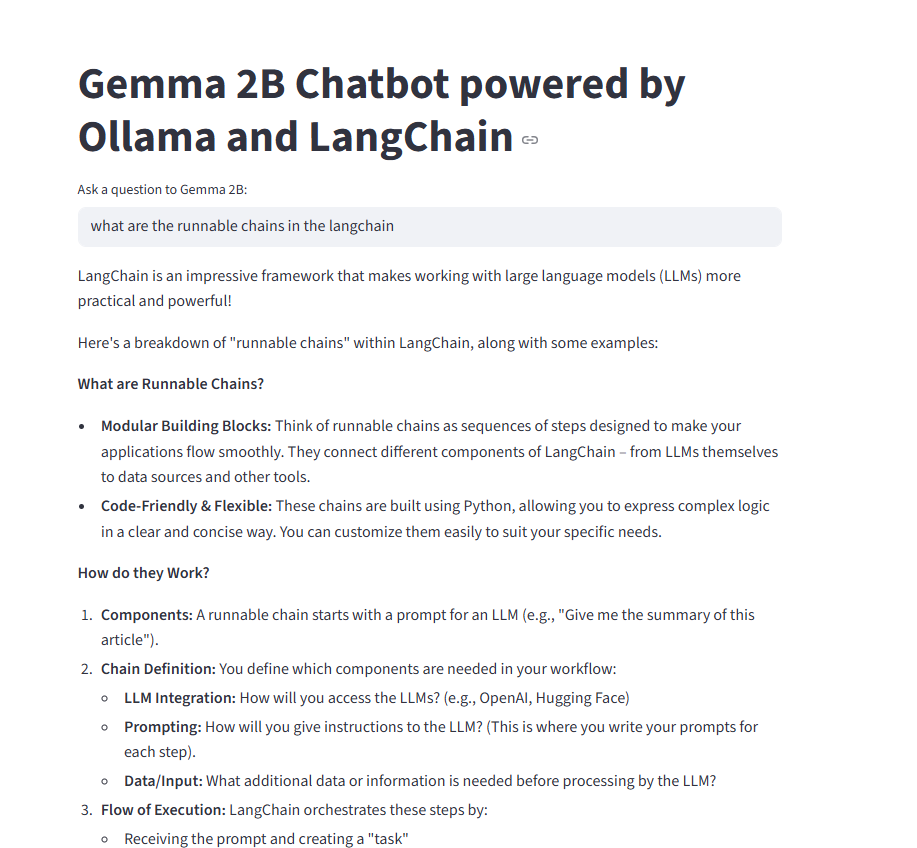 Gemma 2B Chatbot powered by
Ollama and LangChain
Ask a question to Gemma 2B:
what are the runnable chains in the langchain
LangChain is an impressive framework that makes working with large language models (LLMs) more
practical and powerful!
Here's a breakdown of "runnable chains" within LangChain, along with some examples:
What are Runnable Chains?
• Modular Building Blocks: Think of runnable chains as sequences of steps designed to make your
applications flow smoothly. They connect different components of LangChain – from LLMs themselves
to data sources and other tools.
• Code-Friendly & Flexible: These chains are built using Python, allowing you to express complex logic
in a clear and concise way. You can customize them easily to suit your specific needs.
How do they Work?
1. Components: A runnable chain starts with a prompt for an LLM (e.g., "Give me the summary of this
article").
2. Chain Definition: You define which components are needed in your workflow:
◦ LLM Integration: How will you access the LLMs? (e.g., OpenAI, Hugging Face)
◦ Prompting: How will you give instructions to the LLM? (This is where you write your prompts for
each step).
◦ Data/Input: What additional data or information is needed before processing by the LLM?
3. Flow of Execution: LangChain orchestrates these steps by:
◦ Receiving the prompt and creating a "task"